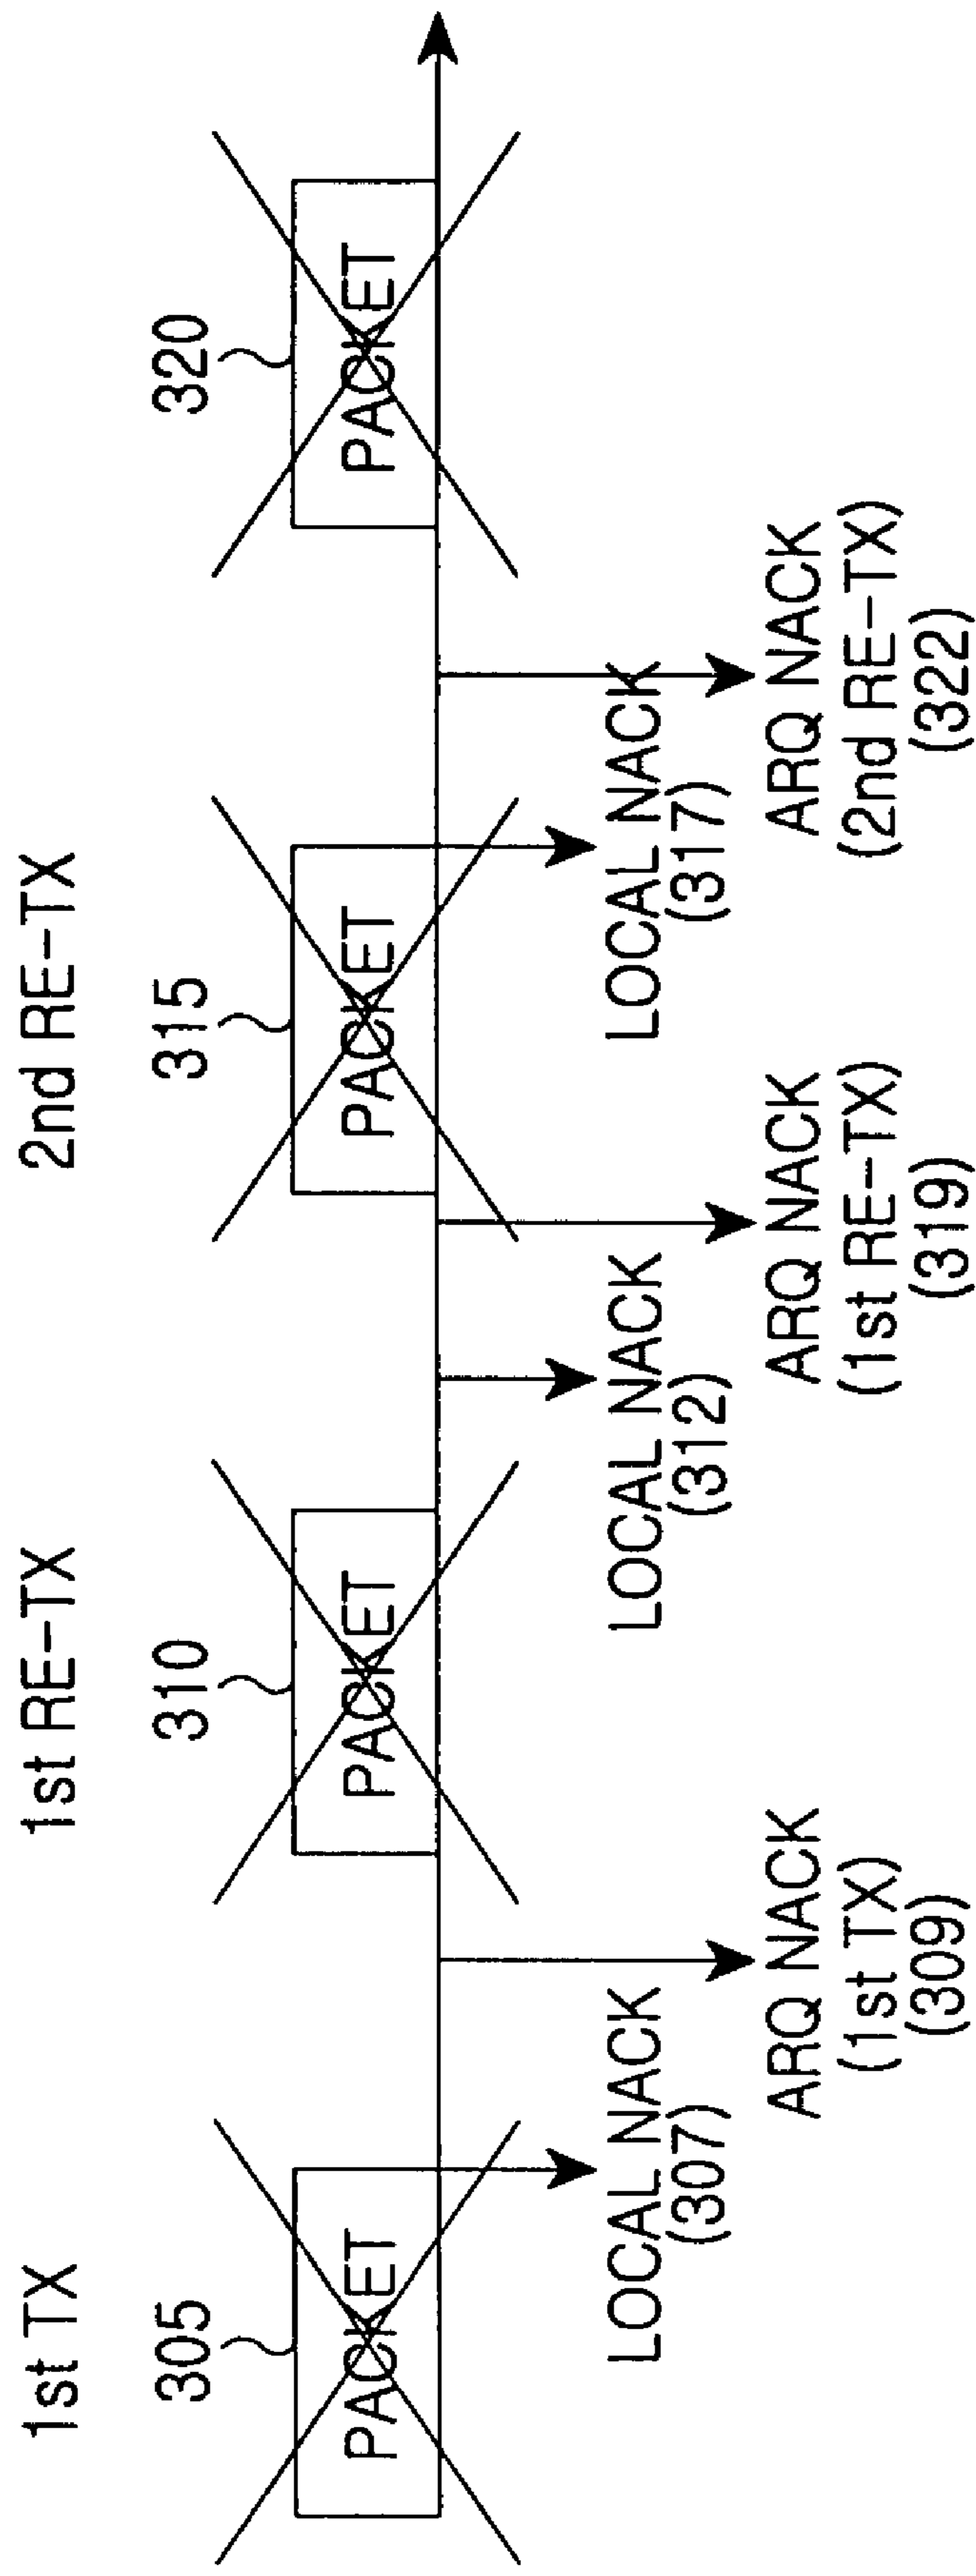 1st TX
1st RE-TX
2nd RE-TX
305
310
315
320
PACKET
PACKET
PACKET
PACKET
LOCAL NACK
(307)
LOCAL NACK
(312)
LOCAL NACK
(317)
ARQ NACK
(1st TX)
(309)
ARQ NACK
(1st RE-TX)
(319)
ARQ NACK
(2nd RE-TX)
(322)